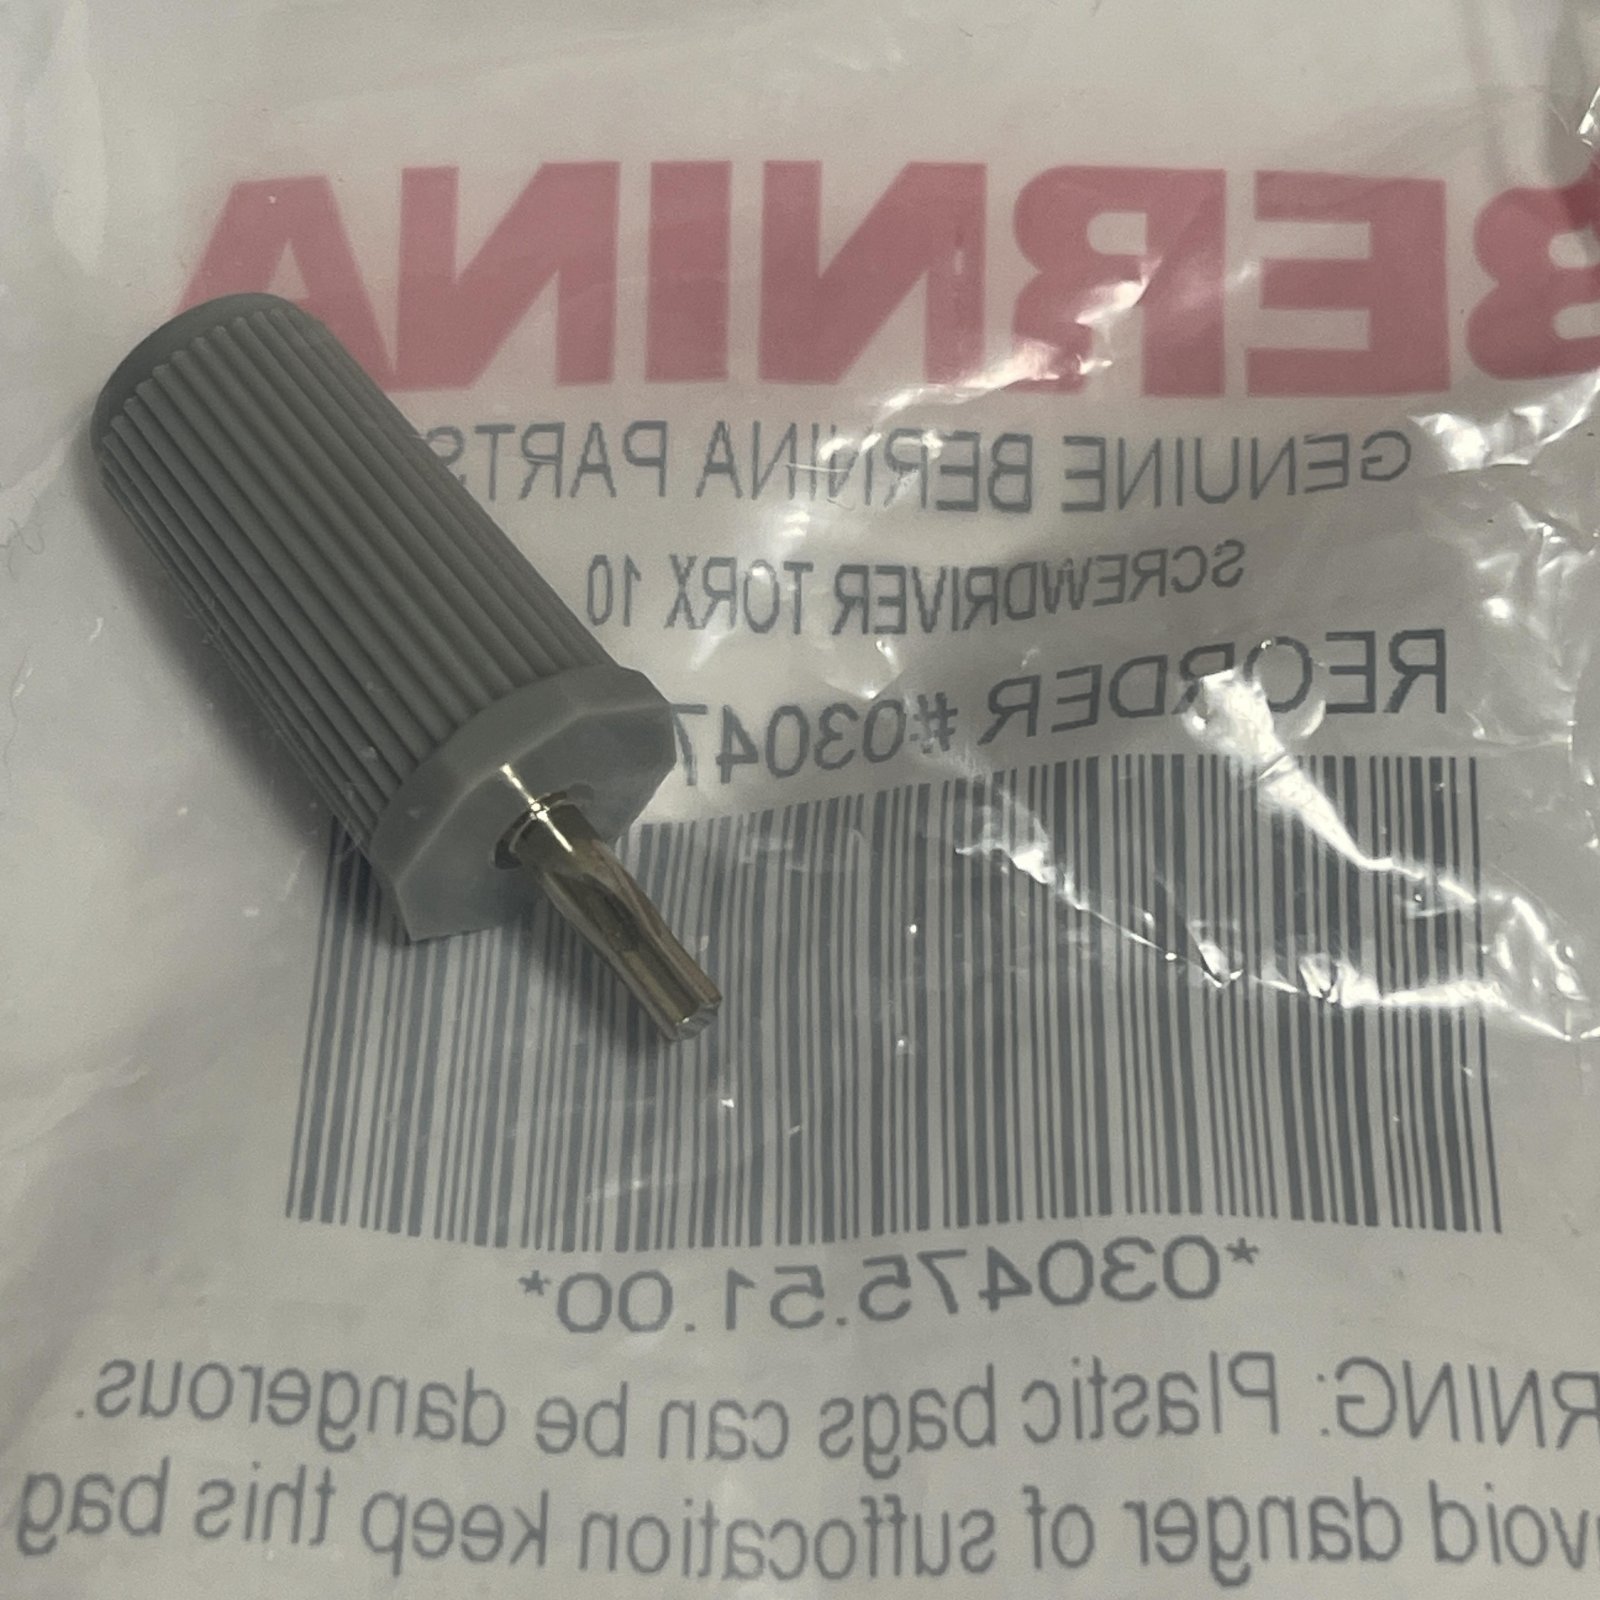 BERNINA
GENUINE BERNINA PARTS
SCREWDRIVER TORX 10
REORDER #03047
*030475.51.00*
RNING: Plastic bags can be dangerous.
void danger of suffocation keep this bag